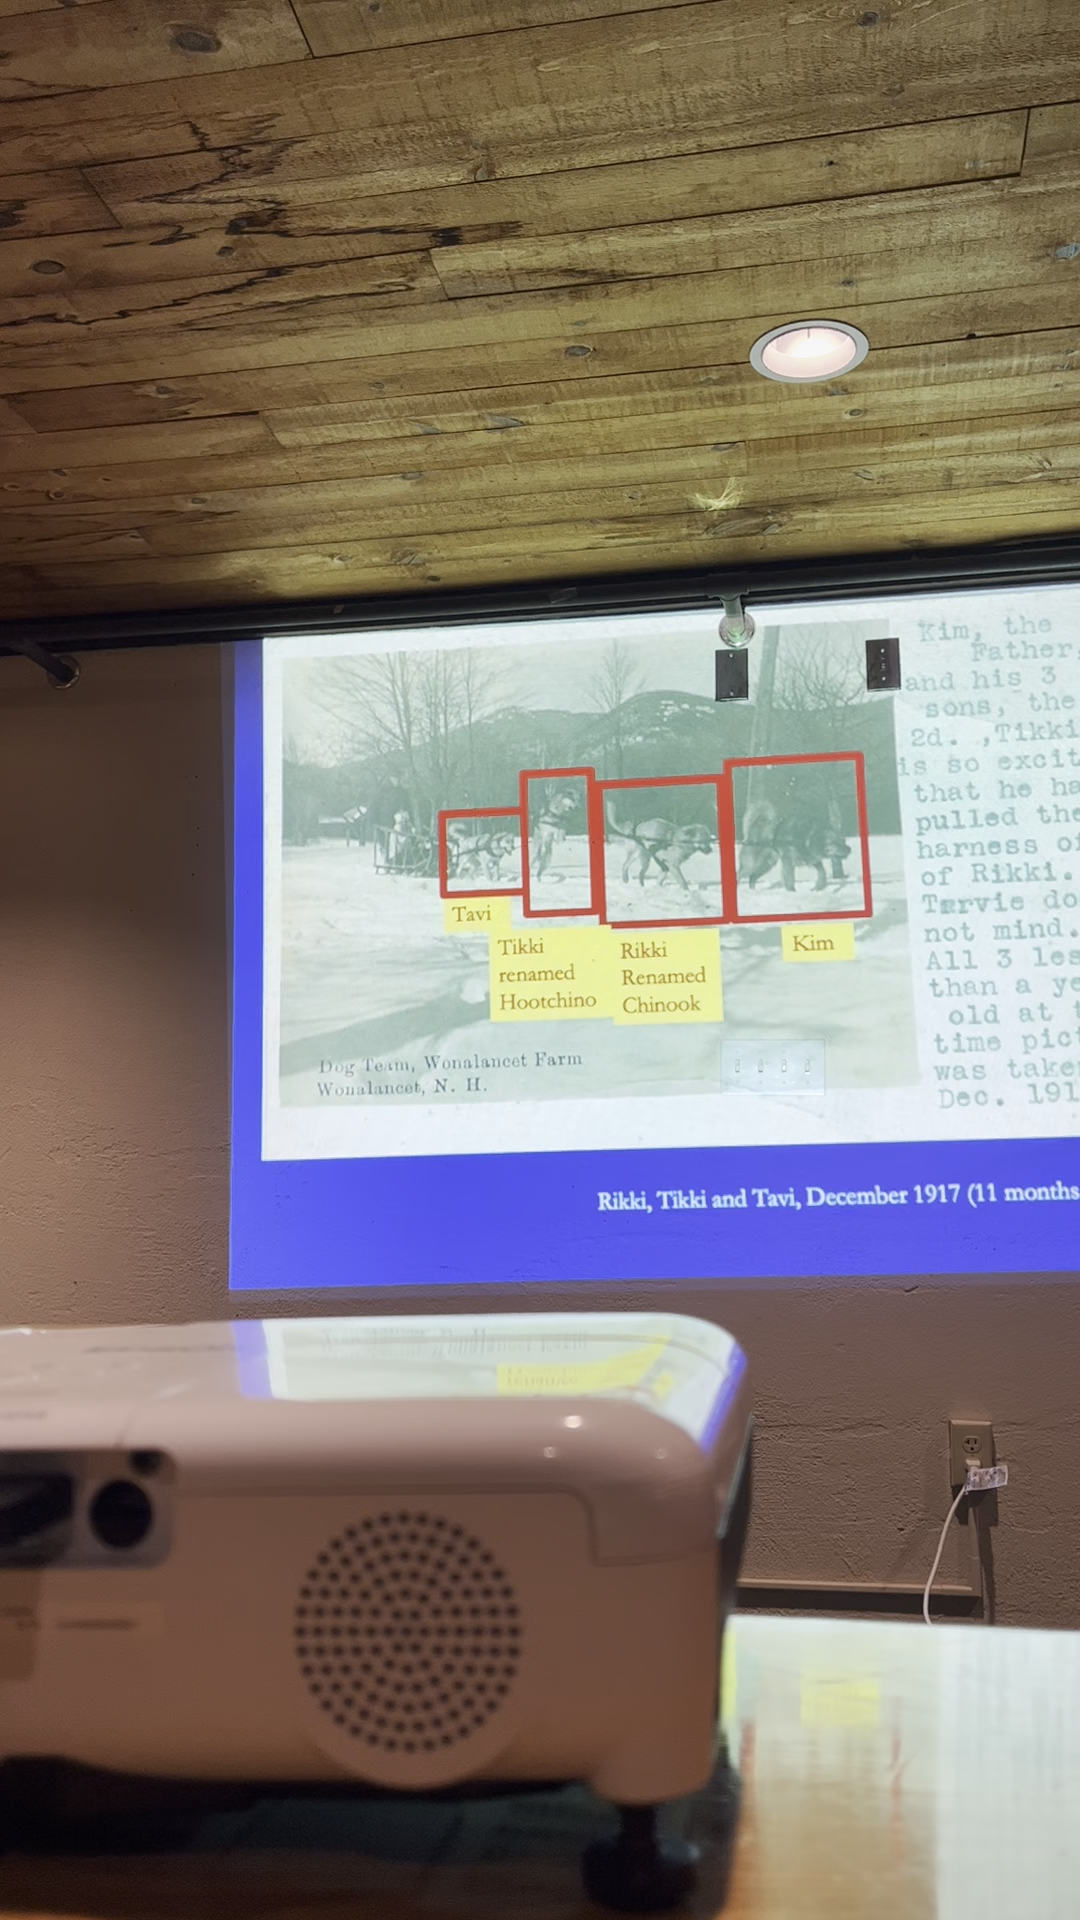 Kim, the
Father,
and his 3
sons, the
2d. ,Tikki
is so excit
that he ha
pulled the
harness of
of Rikki.
Tarvie do
not mind.
All 3 les
than a ye
old at t
time pict
was take
Dec. 191
Tavi
Tikki
renamed
Hootchino
Rikki
Renamed
Chinook
Kim
Dog Team, Wonalancet Farm
Wonalancet, N. H.
Rikki, Tikki and Tavi, December 1917 (11 months